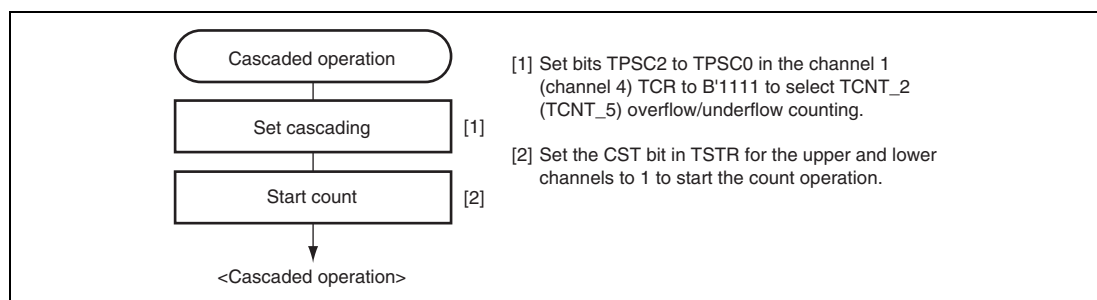 Cascaded operation
Set cascading
[1]
Start count
[2]
<Cascaded operation>
[1] Set bits TPSC2 to TPSC0 in the channel 1
(channel 4) TCR to B'1111 to select TCNT_2
(TCNT_5) overflow/underflow counting.
[2] Set the CST bit in TSTR for the upper and lower
channels to 1 to start the count operation.